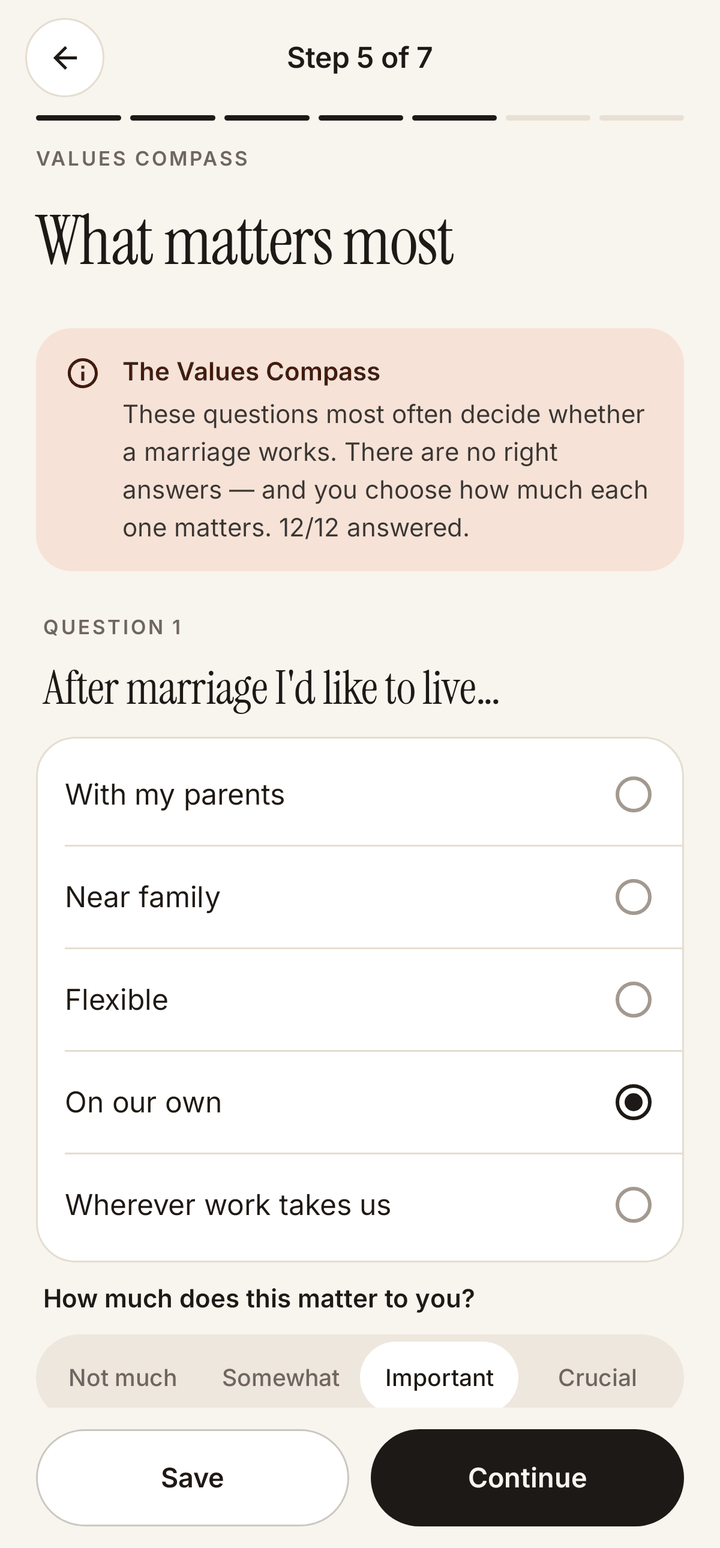 Step 5 of 7
VALUES COMPASS
What matters most
The Values Compass
These questions most often decide whether
a marriage works. There are no right
answers — and you choose how much each
one matters. 12/12 answered.
QUESTION 1
After marriage I'd like to live...
With my parents
Near family
Flexible
On our own
Wherever work takes us
How much does this matter to you?
Not much Somewhat Important Crucial
Save Continue